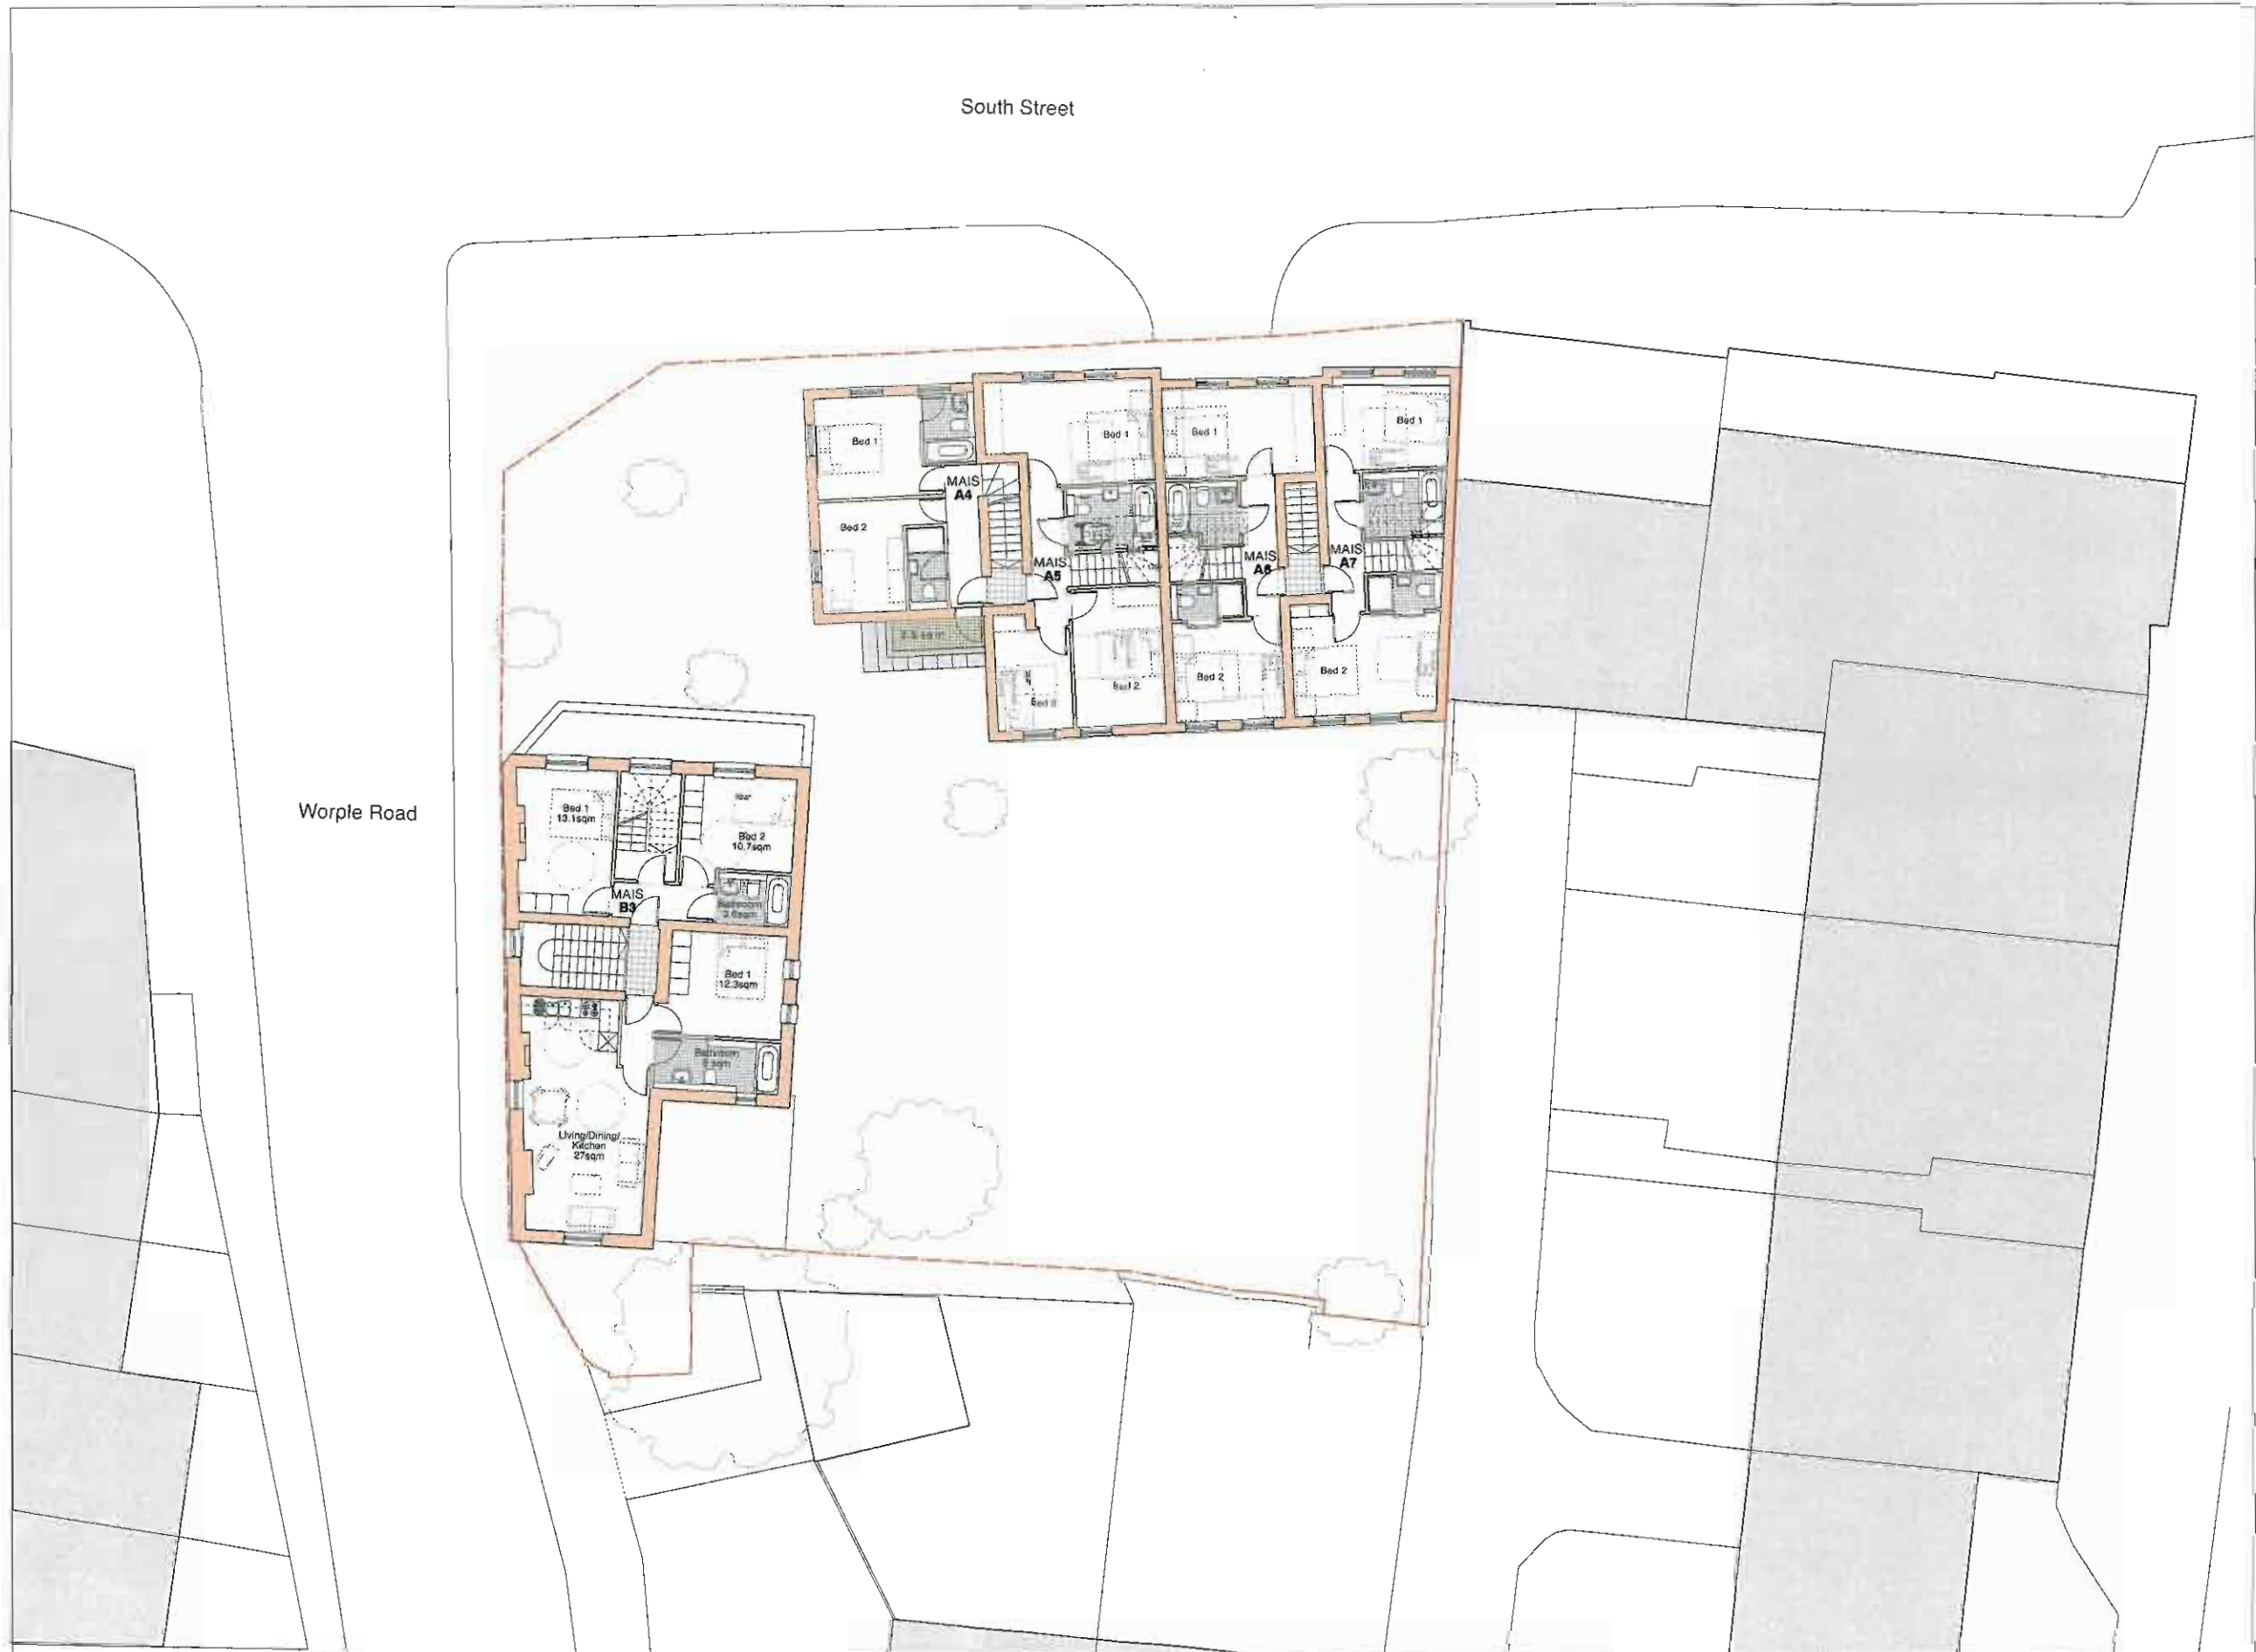 South Street
Bed 1
MAIS
A4
Bed 2
Bed 1
MAIS
A5
Bed 2
Bed 1
MAIS
A6
Bed 2
Bed 1
MAIS
A7
Bed 2
Worple Road
Bed 1
13.1sqm
Bed 2
10.7sqm
MAIS
B3
Bathroom
Bed 1
12.3sqm
Bathroom
Living/Dining/
Kitchen
27sqm